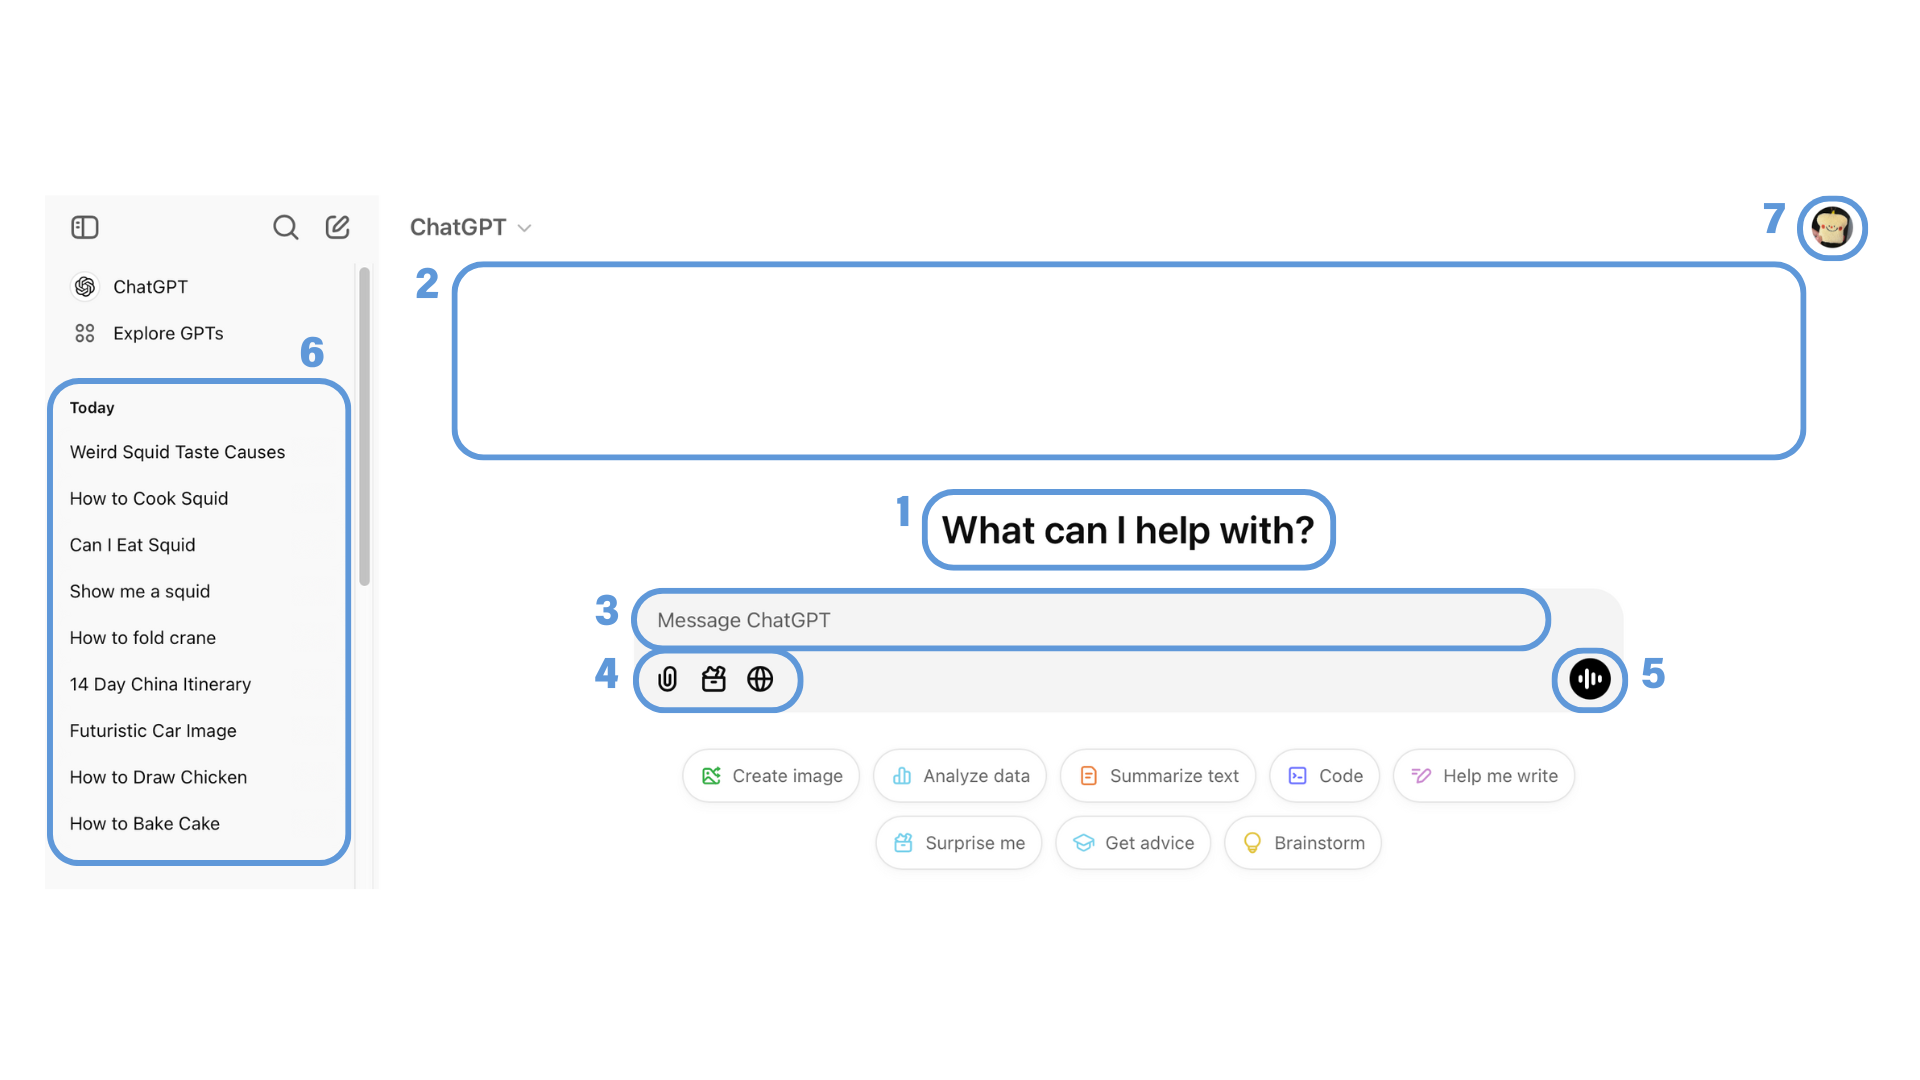 ChatGPT
Explore GPTs
6
Today
Weird Squid Taste Causes
How to Cook Squid
Can I Eat Squid
Show me a squid
How to fold crane
14 Day China Itinerary
Futuristic Car Image
How to Draw Chicken
How to Bake Cake
ChatGPT
7
2
1
What can I help with?
3
Message ChatGPT
4
5
Create image
Analyze data
Summarize text
Code
Help me write
Surprise me
Get advice
Brainstorm